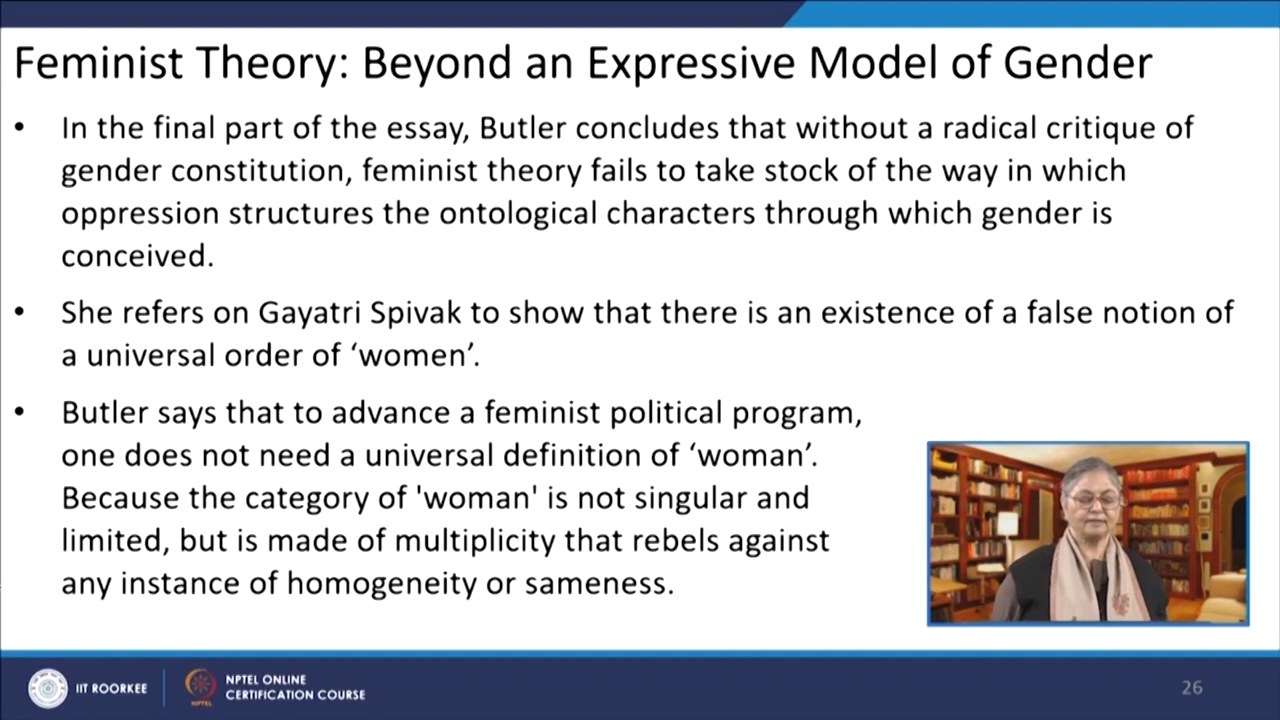 Feminist Theory: Beyond an Expressive Model of Gender
• In the final part of the essay, Butler concludes that without a radical critique of
gender constitution, feminist theory fails to take stock of the way in which
oppression structures the ontological characters through which gender is
conceived.
• She refers on Gayatri Spivak to show that there is an existence of a false notion of
a universal order of ‘women’.
• Butler says that to advance a feminist political program,
one does not need a universal definition of ‘woman’.
Because the category of 'woman' is not singular and
limited, but is made of multiplicity that rebels against
any instance of homogeneity or sameness.
IIT ROORKEE
NPTEL
NPTEL ONLINE
CERTIFICATION COURSE
26